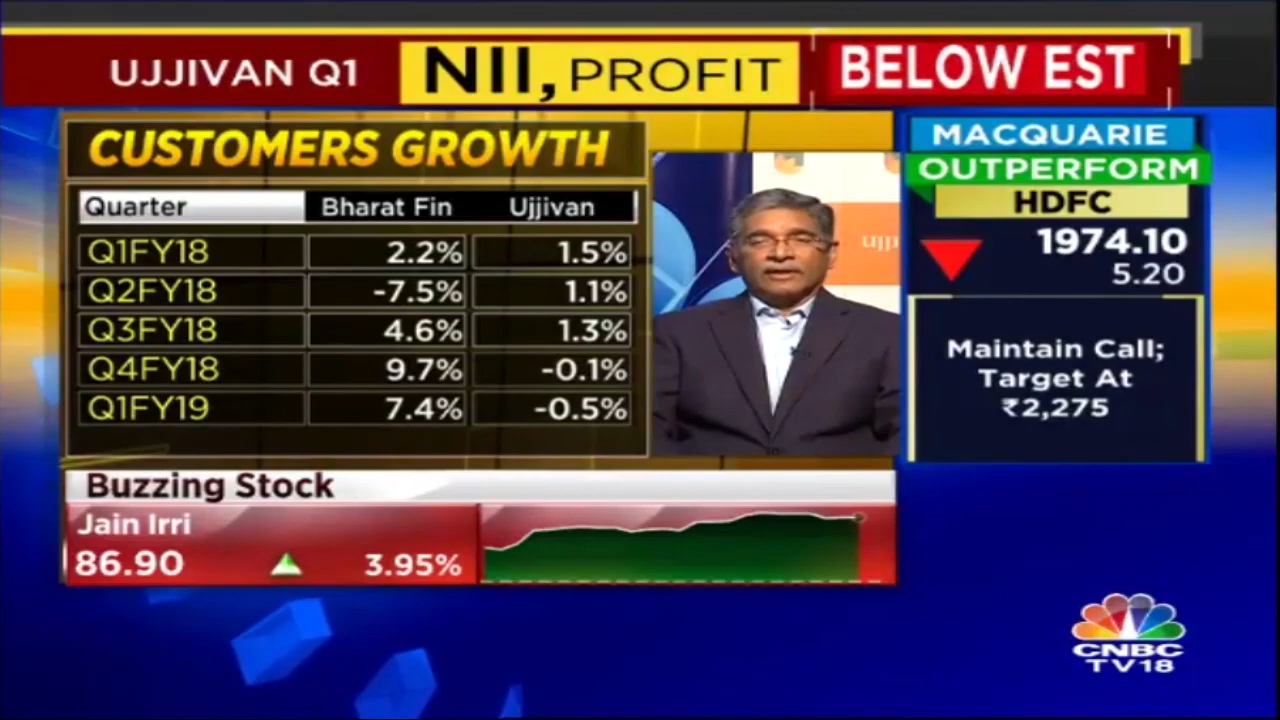 UJJIVAN Q1 NII, PROFIT BELOW EST
CUSTOMERS GROWTH
Quarter Bharat Fin Ujjivan
Q1FY18 2.2% 1.5%
Q2FY18 -7.5% 1.1%
Q3FY18 4.6% 1.3%
Q4FY18 9.7% -0.1%
Q1FY19 7.4% -0.5%
ujji
MACQUARIE
OUTPERFORM
HDFC
1974.10
5.20
Maintain Call;
Target At
₹2,275
Buzzing Stock
Jain Irri
86.90 3.95%
CNBC
TV18